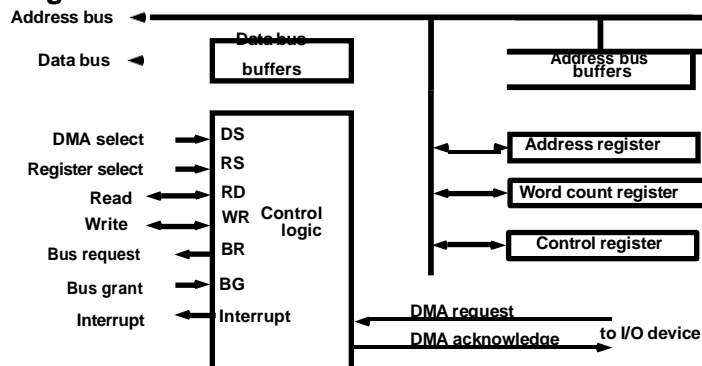 Address bus
Data bus
Data bus
buffers
Address bus
buffers
DMA select
DS
Register select
RS
Read
RD
Write
WR
Control
logic
Bus request
BR
Bus grant
BG
Interrupt
Interrupt
Address register
Word count register
Control register
DMA request
DMA acknowledge
to I/O device